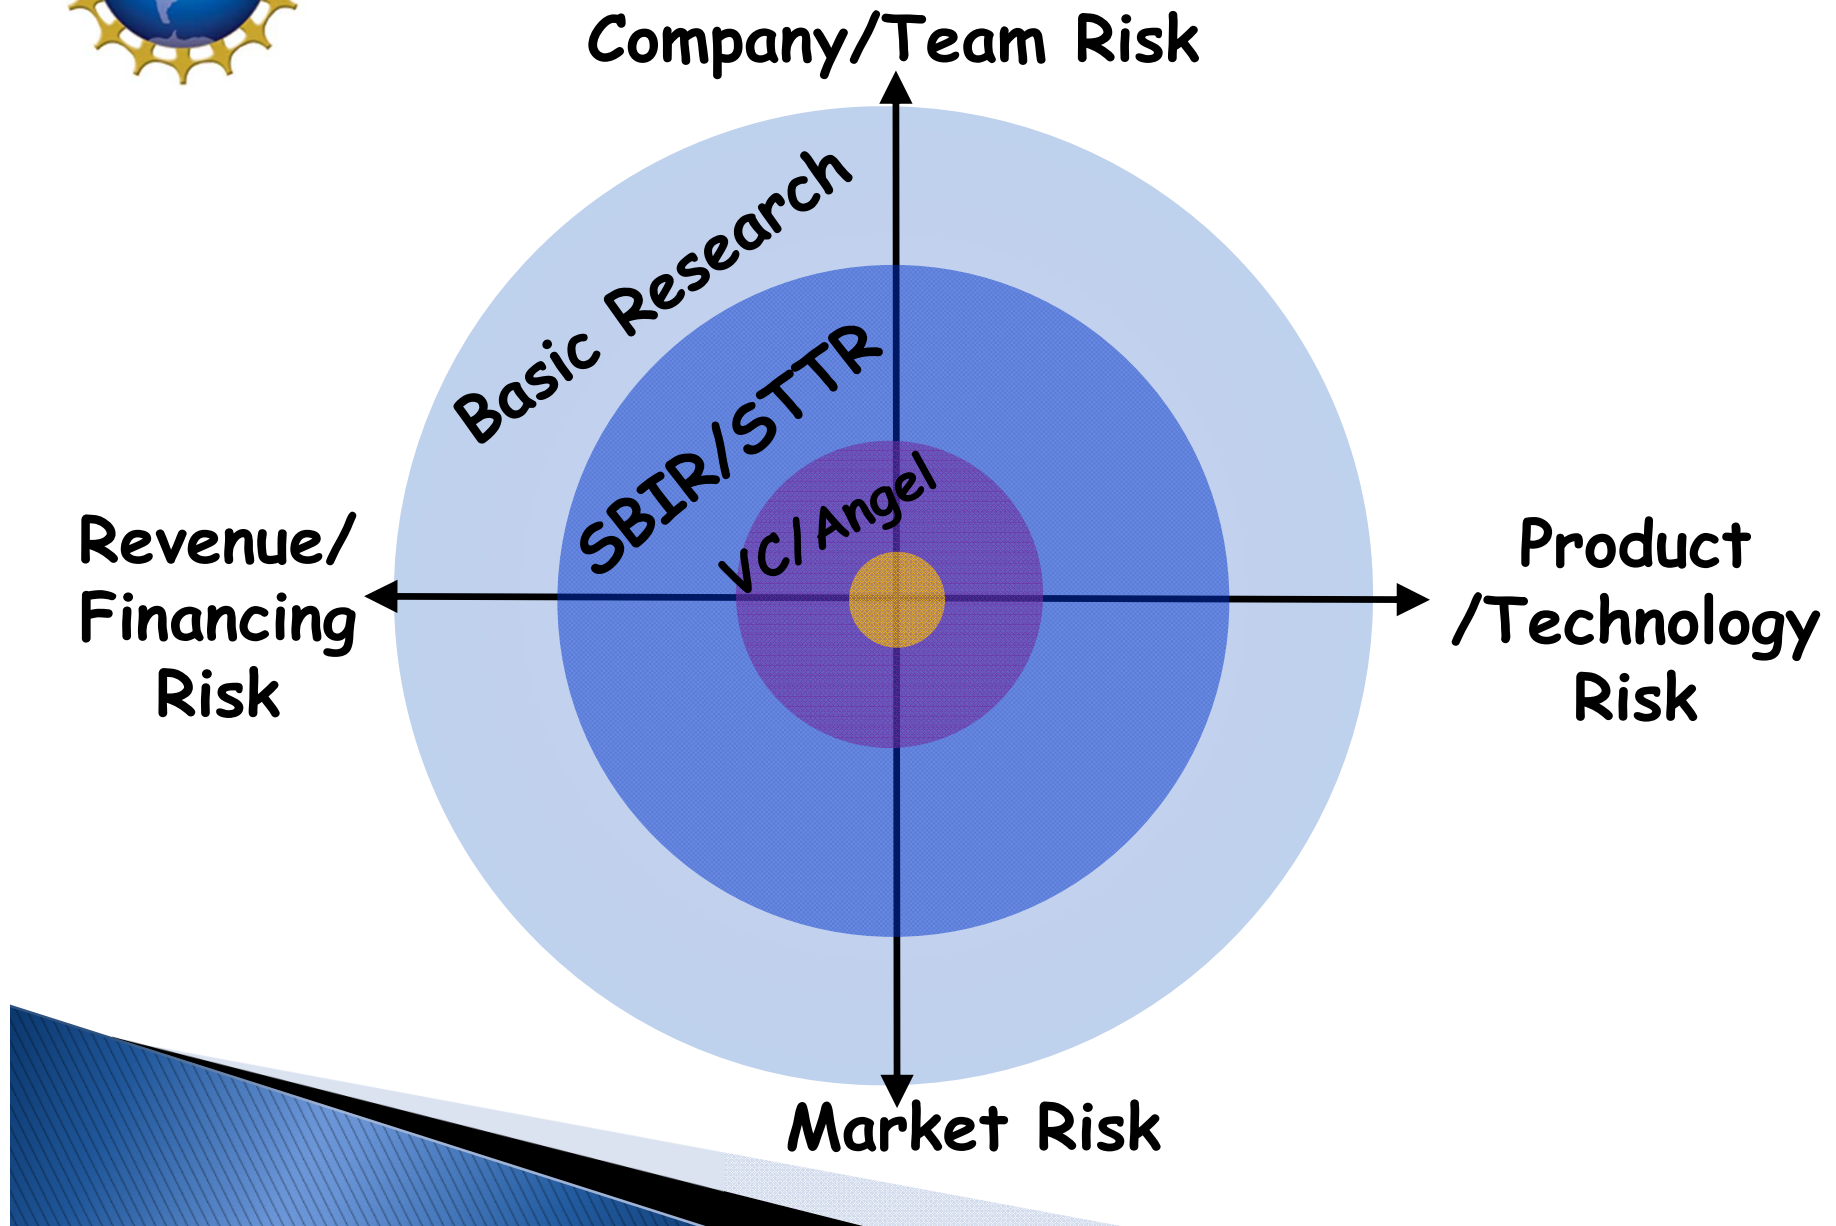 Company/Team Risk
Basic Research
SBIR/STTR
VC/Angel
Revenue/
Financing
Risk
Product
/Technology
Risk
Market Risk